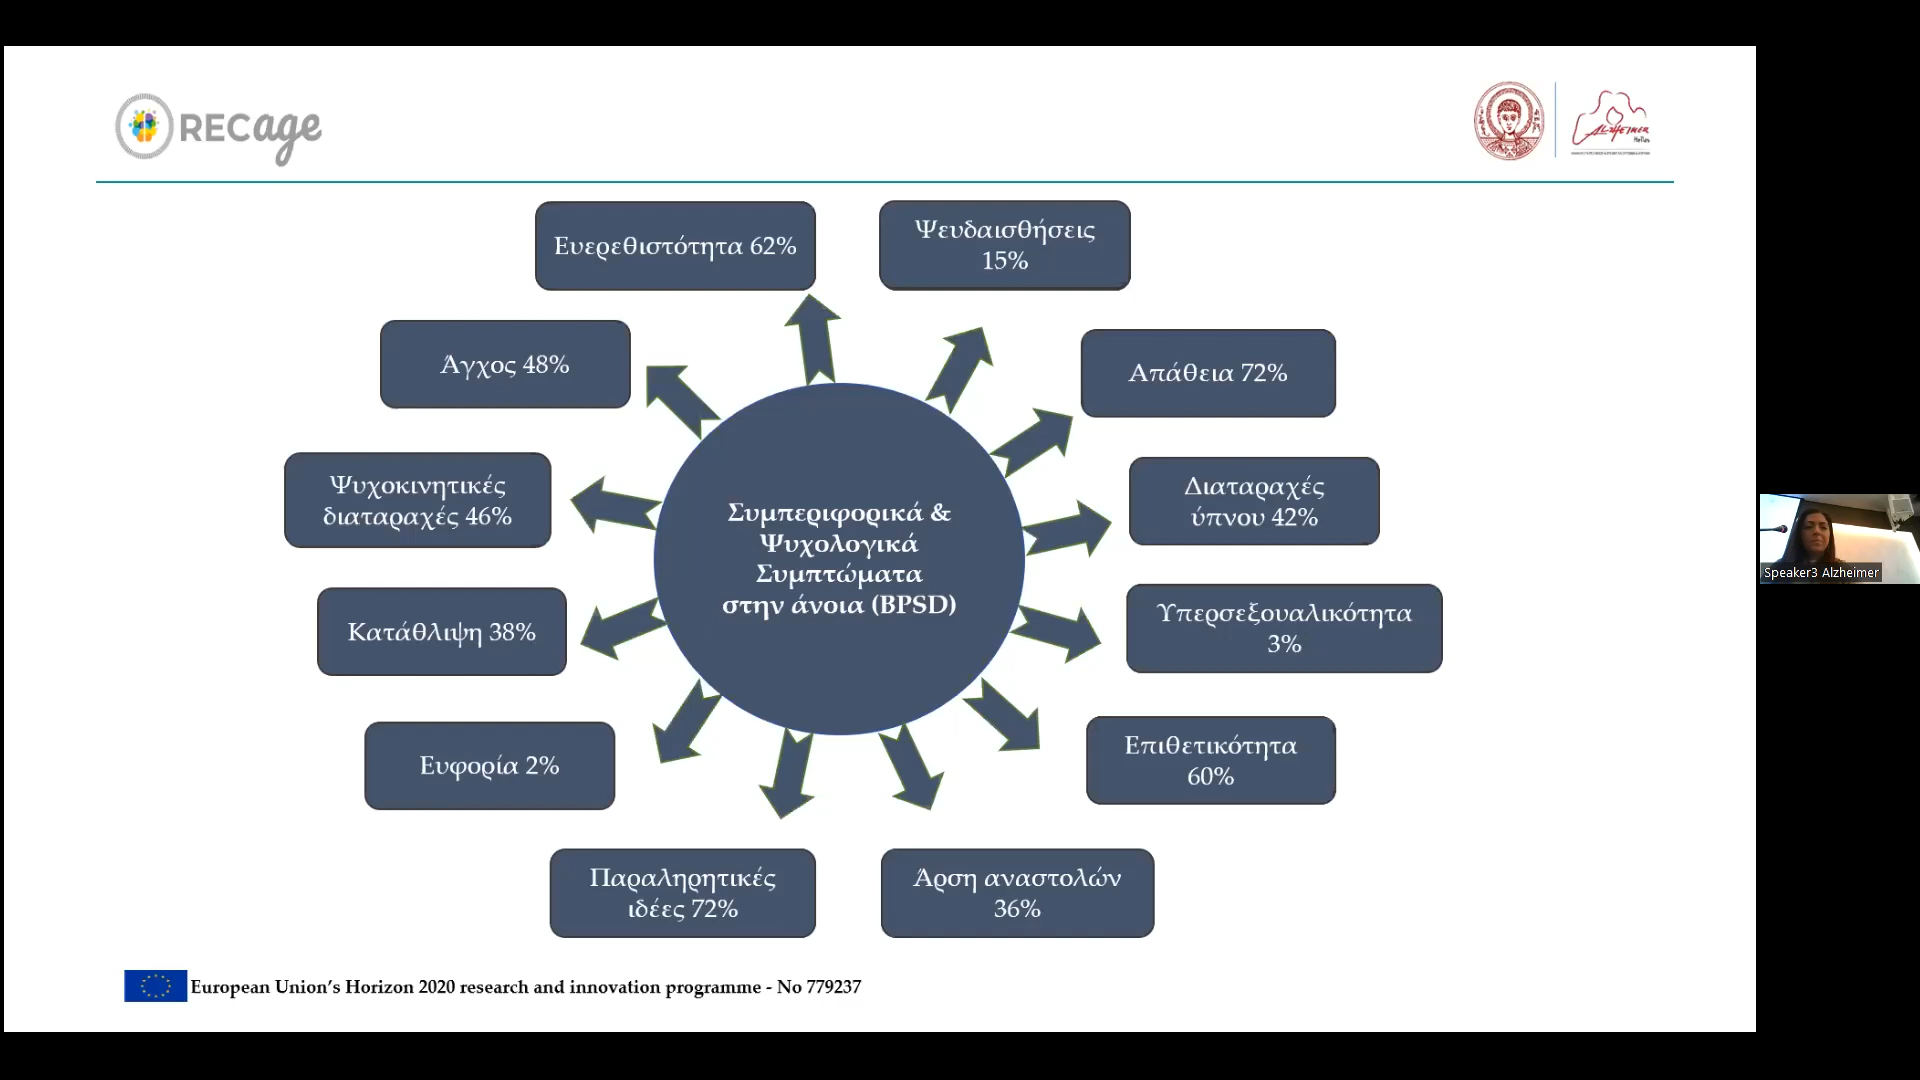 RECage
ALZHEIMER
Hellas
Ευερεθιστότητα 62%
Ψευδαισθήσεις
15%
Άγχος 48%
Απάθεια 72%
Ψυχοκινητικές
διαταραχές 46%
Διαταραχές
ύπνου 42%
Συμπεριφορικά &
Ψυχολογικά
Συμπτώματα
στην άνοια (BPSD)
Κατάθλιψη 38%
Υπερσεξουαλικότητα
3%
Ευφορία 2%
Επιθετικότητα
60%
Παραληρητικές
ιδέες 72%
Άρση αναστολών
36%
European Union’s Horizon 2020 research and innovation programme - No 779237
Speaker3 Alzheimer